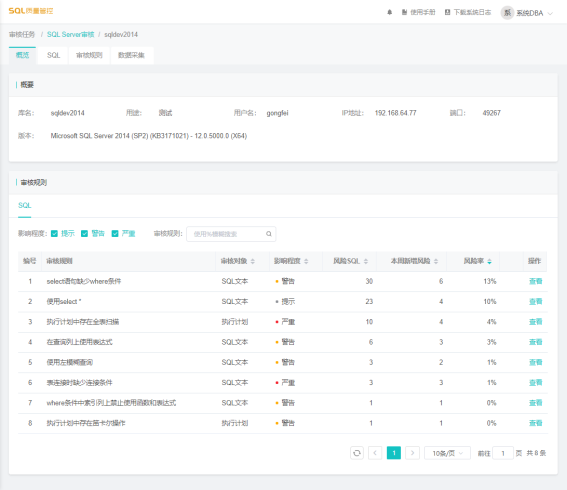 SQL质量管控
使用手册 下载系统日志 系 系统DBA
审核任务 / SQL Server审核 / sqldev2014
概览 SQL 审核规则 数据采集
概要
库名： sqldev2014 用途： 测试 用户名： gongfei IP地址： 192.168.64.77 端口： 49267
版本： Microsoft SQL Server 2014 (SP2) (KB3171021) - 12.0.5000.0 (X64)
审核规则
SQL
影响程度： 提示 警告 严重 审核规则： 使用%模糊搜索
编号 审核规则 审核对象 影响程度 风险SQL 本周新增风险 风险率 操作
1 select语句缺少where条件 SQL文本 警告 30 6 13% 查看
2 使用select * SQL文本 提示 23 4 10% 查看
3 执行计划中存在全表扫描 执行计划 严重 10 4 4% 查看
4 在查询列上使用表达式 SQL文本 警告 6 3 3% 查看
5 使用左模糊查询 SQL文本 警告 3 2 1% 查看
6 表连接时缺少连接条件 SQL文本 严重 3 3 1% 查看
7 where条件中索引列上禁止使用函数和表达式 SQL文本 警告 1 1 0% 查看
8 执行计划中存在笛卡尔操作 执行计划 警告 1 1 0% 查看
1 10条/页 前往 1 页 共 8 条